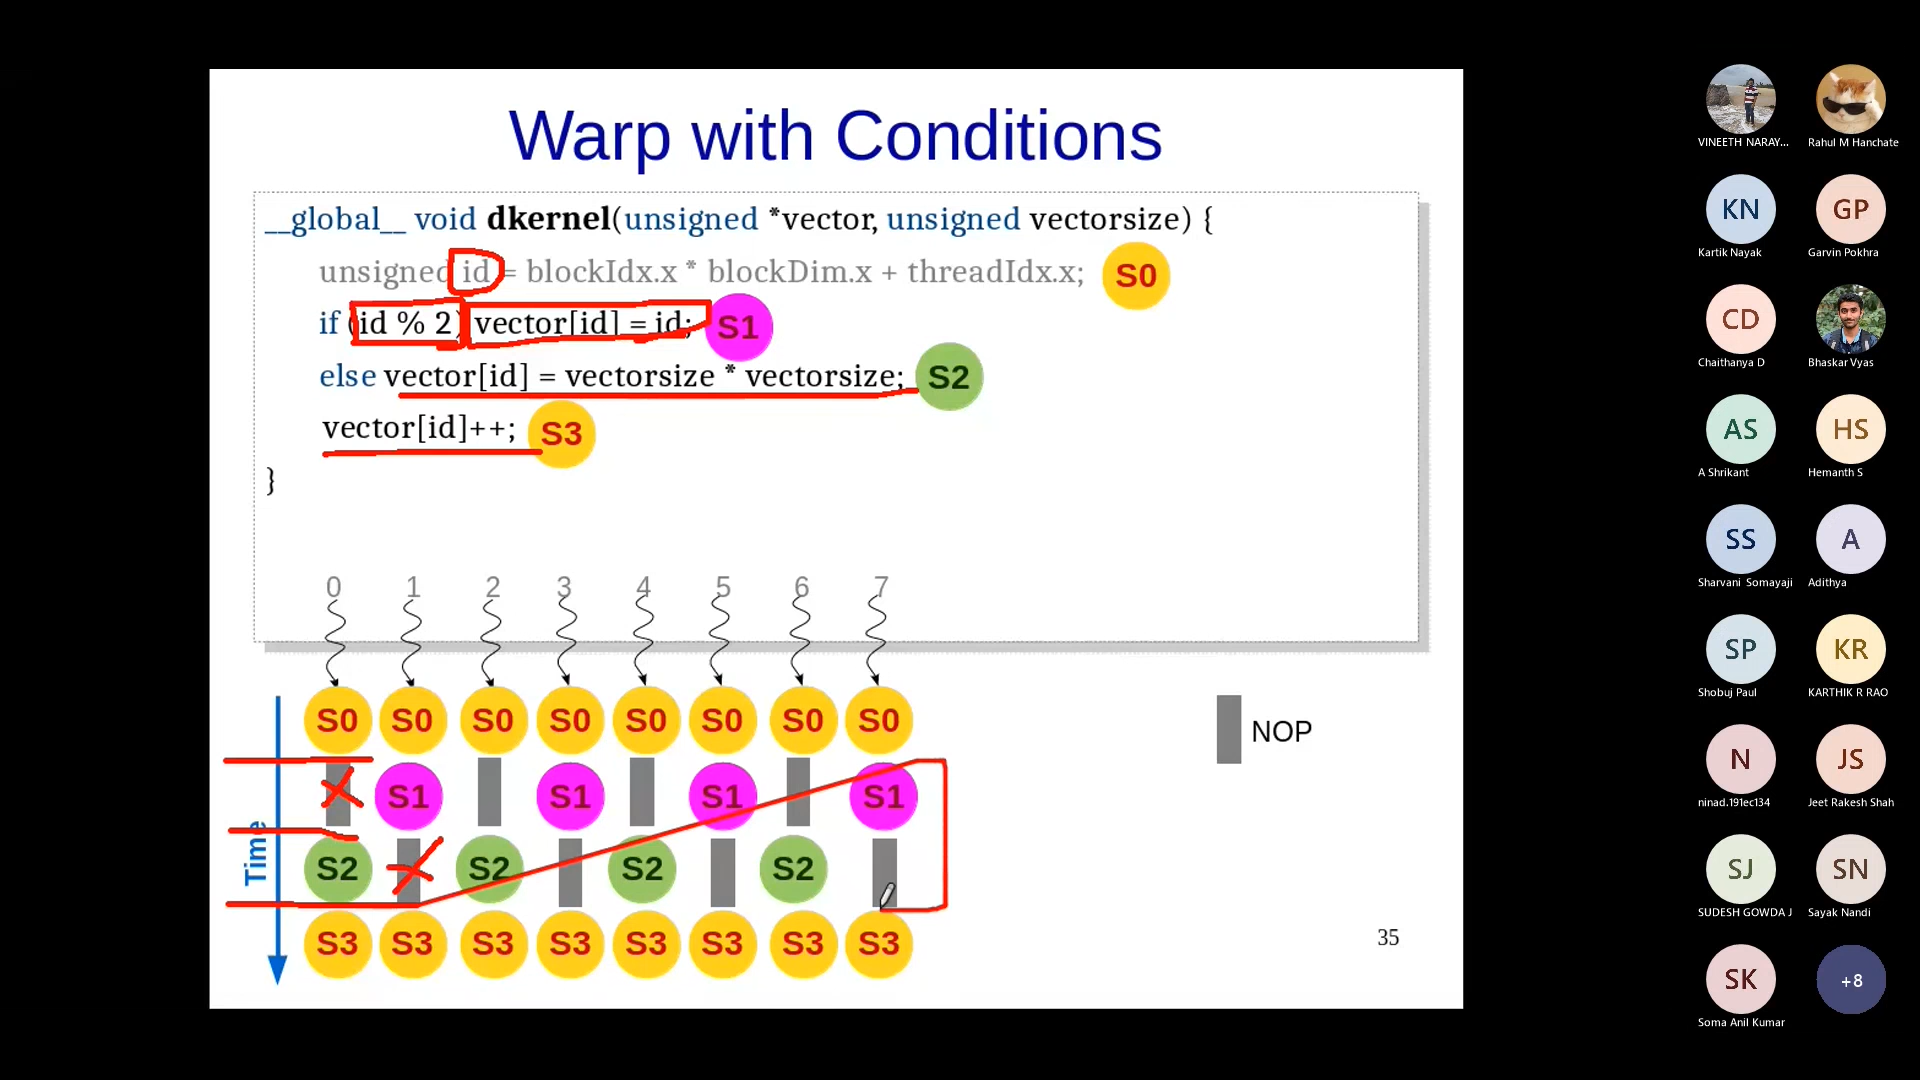 Warp with Conditions
__global__ void dkernel(unsigned *vector, unsigned vectorsize) {
unsigned id = blockIdx.x * blockDim.x + threadIdx.x; S0
if (id % 2) vector[id] = id; S1
else vector[id] = vectorsize * vectorsize; S2
vector[id]++; S3
}
0 1 2 3 4 5 6 7
S0 S0 S0 S0 S0 S0 S0 S0
NOP
S1 S1 S1 S1
Time
S2 S2 S2 S2
S3 S3 S3 S3 S3 S3 S3 S3
35
VINEETH NARAY... Rahul M Hanchate
KN GP
Kartik Nayak Garvin Pokhra
CD
Chaithanya D Bhaskar Vyas
AS HS
A Shrikant Hemanth S
SS A
Sharvani Somayaji Adithya
SP KR
Shobuj Paul KARTHIK R RAO
N JS
ninad.191ec134 Jeet Rakesh Shah
SJ SN
SUDESH GOWDA J Sayak Nandi
SK +8
Soma Anil Kumar